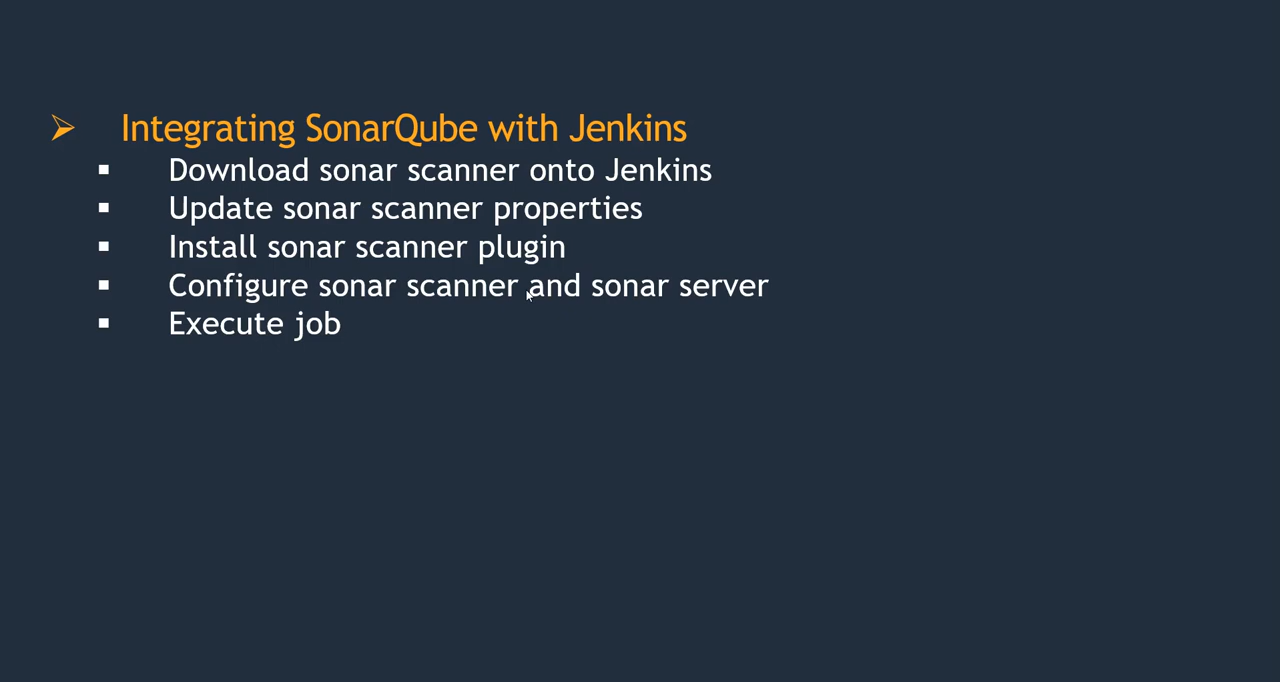 Integrating SonarQube with Jenkins
Download sonar scanner onto Jenkins
Update sonar scanner properties
Install sonar scanner plugin
Configure sonar scanner and sonar server
Execute job